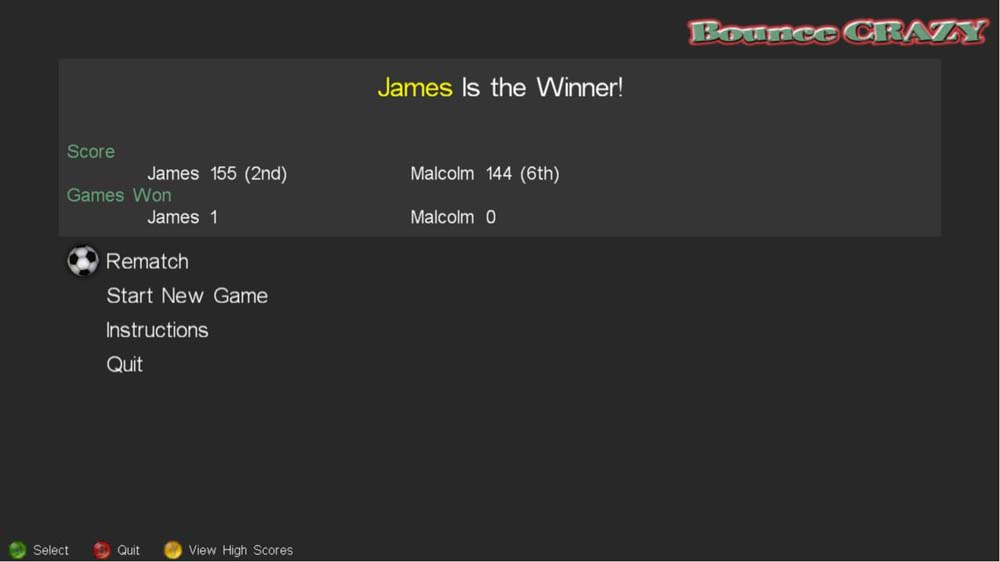 Bounce CRAZY
James Is the Winner!
Score
James 155 (2nd) Malcolm 144 (6th)
Games Won
James 1 Malcolm 0
Rematch
Start New Game
Instructions
Quit
Select Quit View High Scores